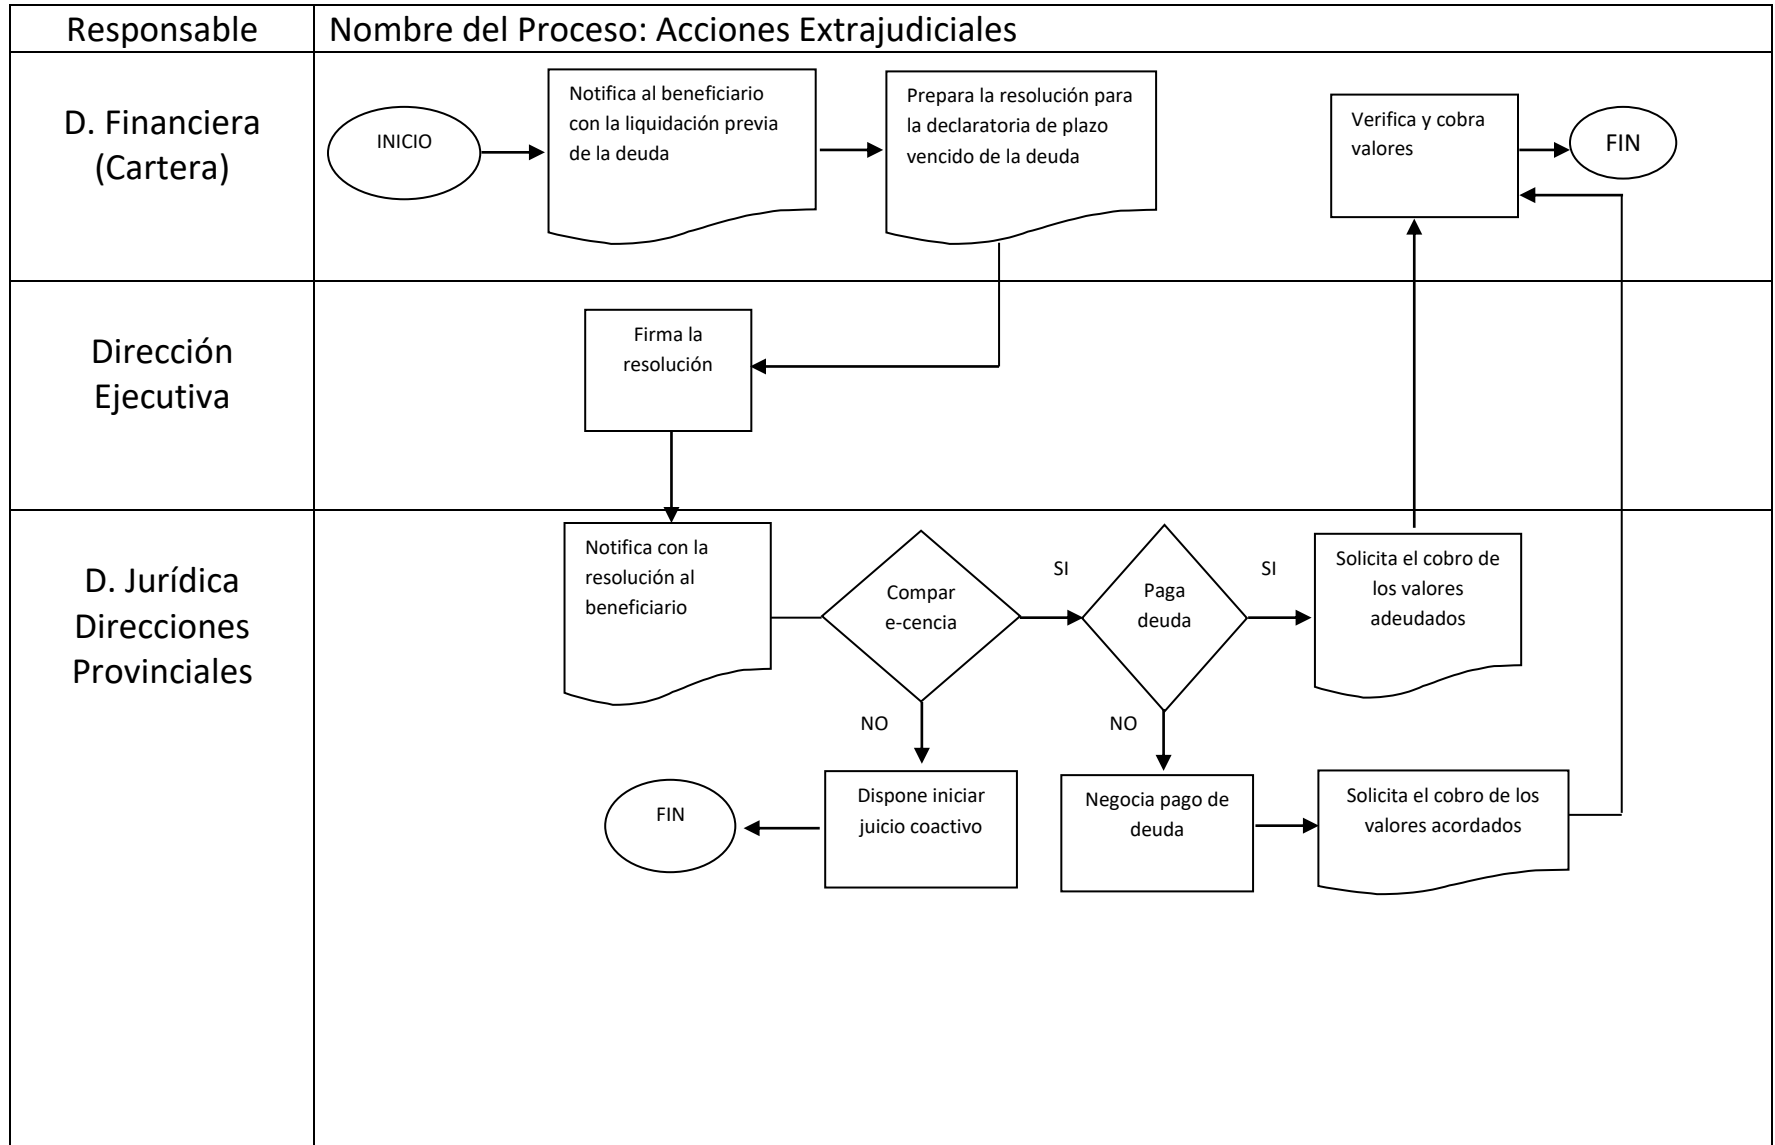 Responsable
Nombre del Proceso: Acciones Extrajudiciales
D. Financiera
(Cartera)
INICIO
Notifica al beneficiario
con la liquidación previa
de la deuda
Prepara la resolución para
la declaratoria de plazo
vencido de la deuda
Verifica y cobra
valores
FIN
Dirección
Ejecutiva
Firma la
resolución
D. Jurídica
Direcciones
Provinciales
Notifica con la
resolución al
beneficiario
Compar
e-cencia
SI
Paga
deuda
SI
Solicita el cobro de
los valores
adeudados
NO
NO
FIN
Dispone iniciar
juicio coactivo
Negocia pago de
deuda
Solicita el cobro de los
valores acordados